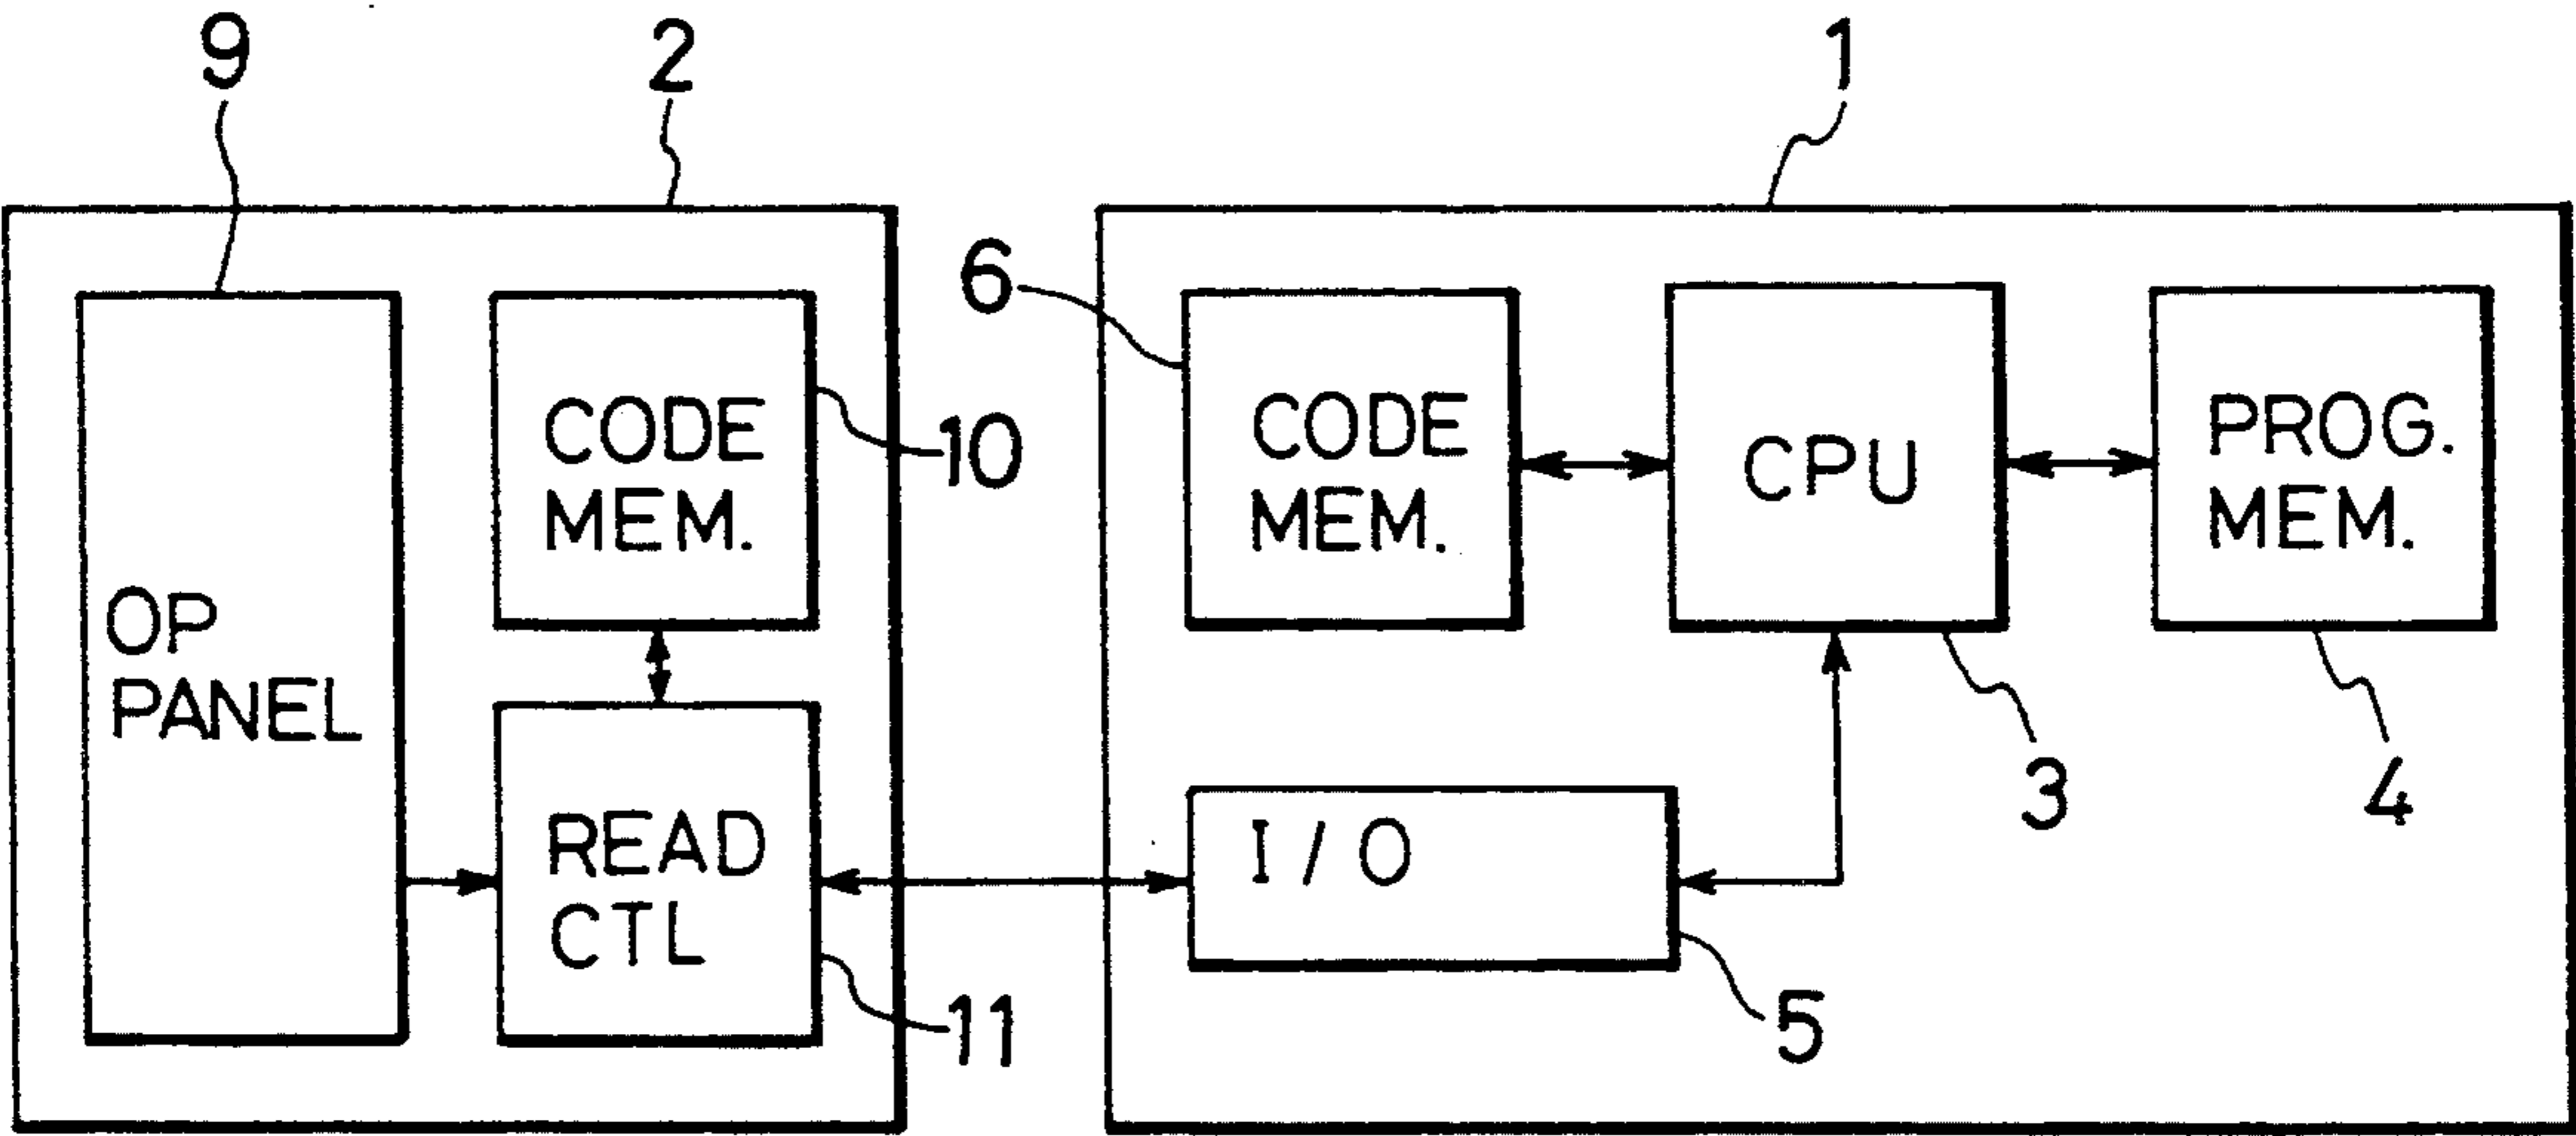 9
2
1
6
10
CODE
MEM.
OP
PANEL
READ
CTL
11
CODE
MEM.
CPU
PROG.
MEM.
3
4
I/O
5